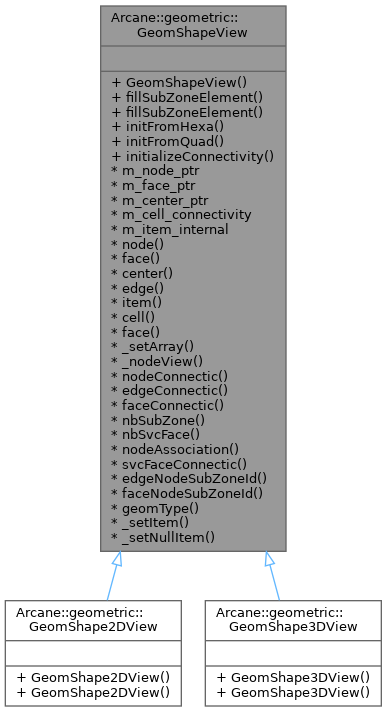 Arcane::geometric::
GeomShapeView
+ GeomShapeView()
+ fillSubZoneElement()
+ fillSubZoneElement()
+ initFromHexa()
+ initFromQuad()
+ initializeConnectivity()
* m_node_ptr
* m_face_ptr
* m_center_ptr
* m_cell_connectivity
* m_item_internal
* node()
* face()
* center()
* edge()
* item()
* cell()
* face()
* _setArray()
* _nodeView()
* nodeConnectic()
* edgeConnectic()
* faceConnectic()
* nbSubZone()
* nbSvcFace()
* nodeAssociation()
* svcFaceConnectic()
* edgeNodeSubZoneId()
* faceNodeSubZoneId()
* geomType()
* _setItem()
* _setNullItem()
Arcane::geometric::
GeomShape2DView
+ GeomShape2DView()
+ GeomShape2DView()
Arcane::geometric::
GeomShape3DView
+ GeomShape3DView()
+ GeomShape3DView()